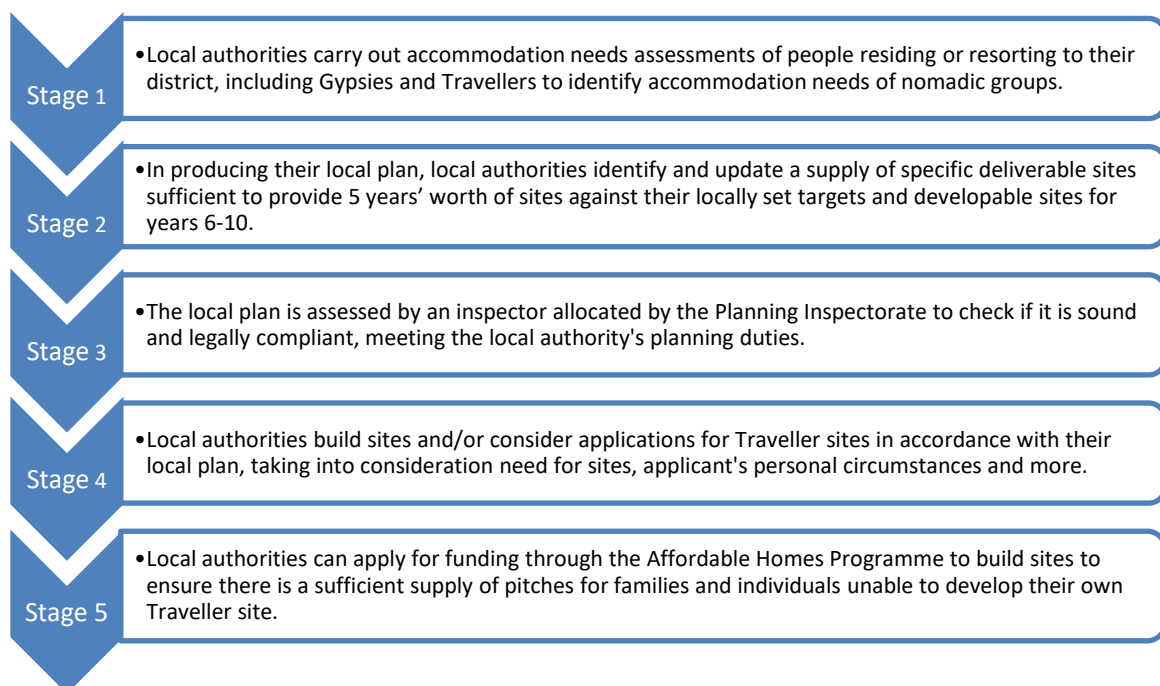 Stage 1
•Local authorities carry out accommodation needs assessments of people residing or resorting to their
district, including Gypsies and Travellers to identify accommodation needs of nomadic groups.
Stage 2
•In producing their local plan, local authorities identify and update a supply of specific deliverable sites
sufficient to provide 5 years’ worth of sites against their locally set targets and developable sites for
years 6-10.
Stage 3
•The local plan is assessed by an inspector allocated by the Planning Inspectorate to check if it is sound
and legally compliant, meeting the local authority's planning duties.
Stage 4
•Local authorities build sites and/or consider applications for Traveller sites in accordance with their
local plan, taking into consideration need for sites, applicant's personal circumstances and more.
Stage 5
•Local authorities can apply for funding through the Affordable Homes Programme to build sites to
ensure there is a sufficient supply of pitches for families and individuals unable to develop their own
Traveller site.